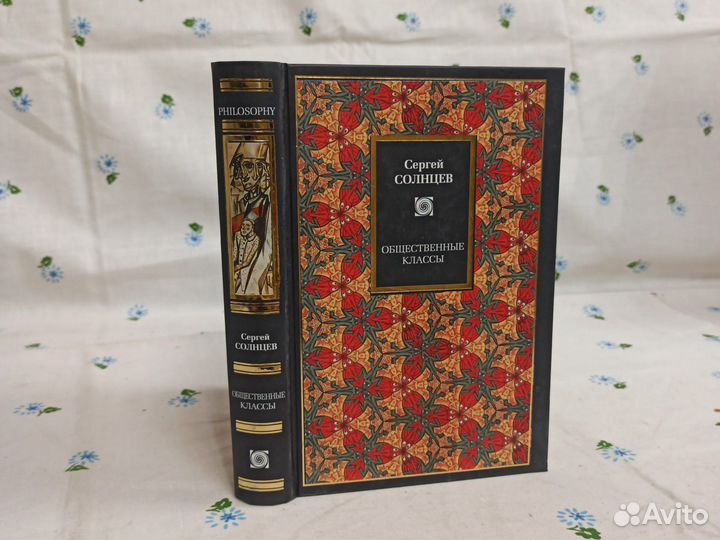 PHILOSOPHY
Сергей
СОЛНЦЕВ
ОБЩЕСТВЕННЫЕ
КЛАССЫ
Сергей
СОЛНЦЕВ
ОБЩЕСТВЕННЫЕ
КЛАССЫ
Avito